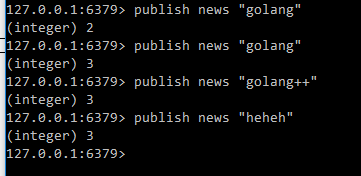 127.0.0.1:6379> publish news "golang"
(integer) 2
127.0.0.1:6379> publish news "golang"
(integer) 3
127.0.0.1:6379> publish news "golang++"
(integer) 3
127.0.0.1:6379> publish news "heheh"
(integer) 3
127.0.0.1:6379>